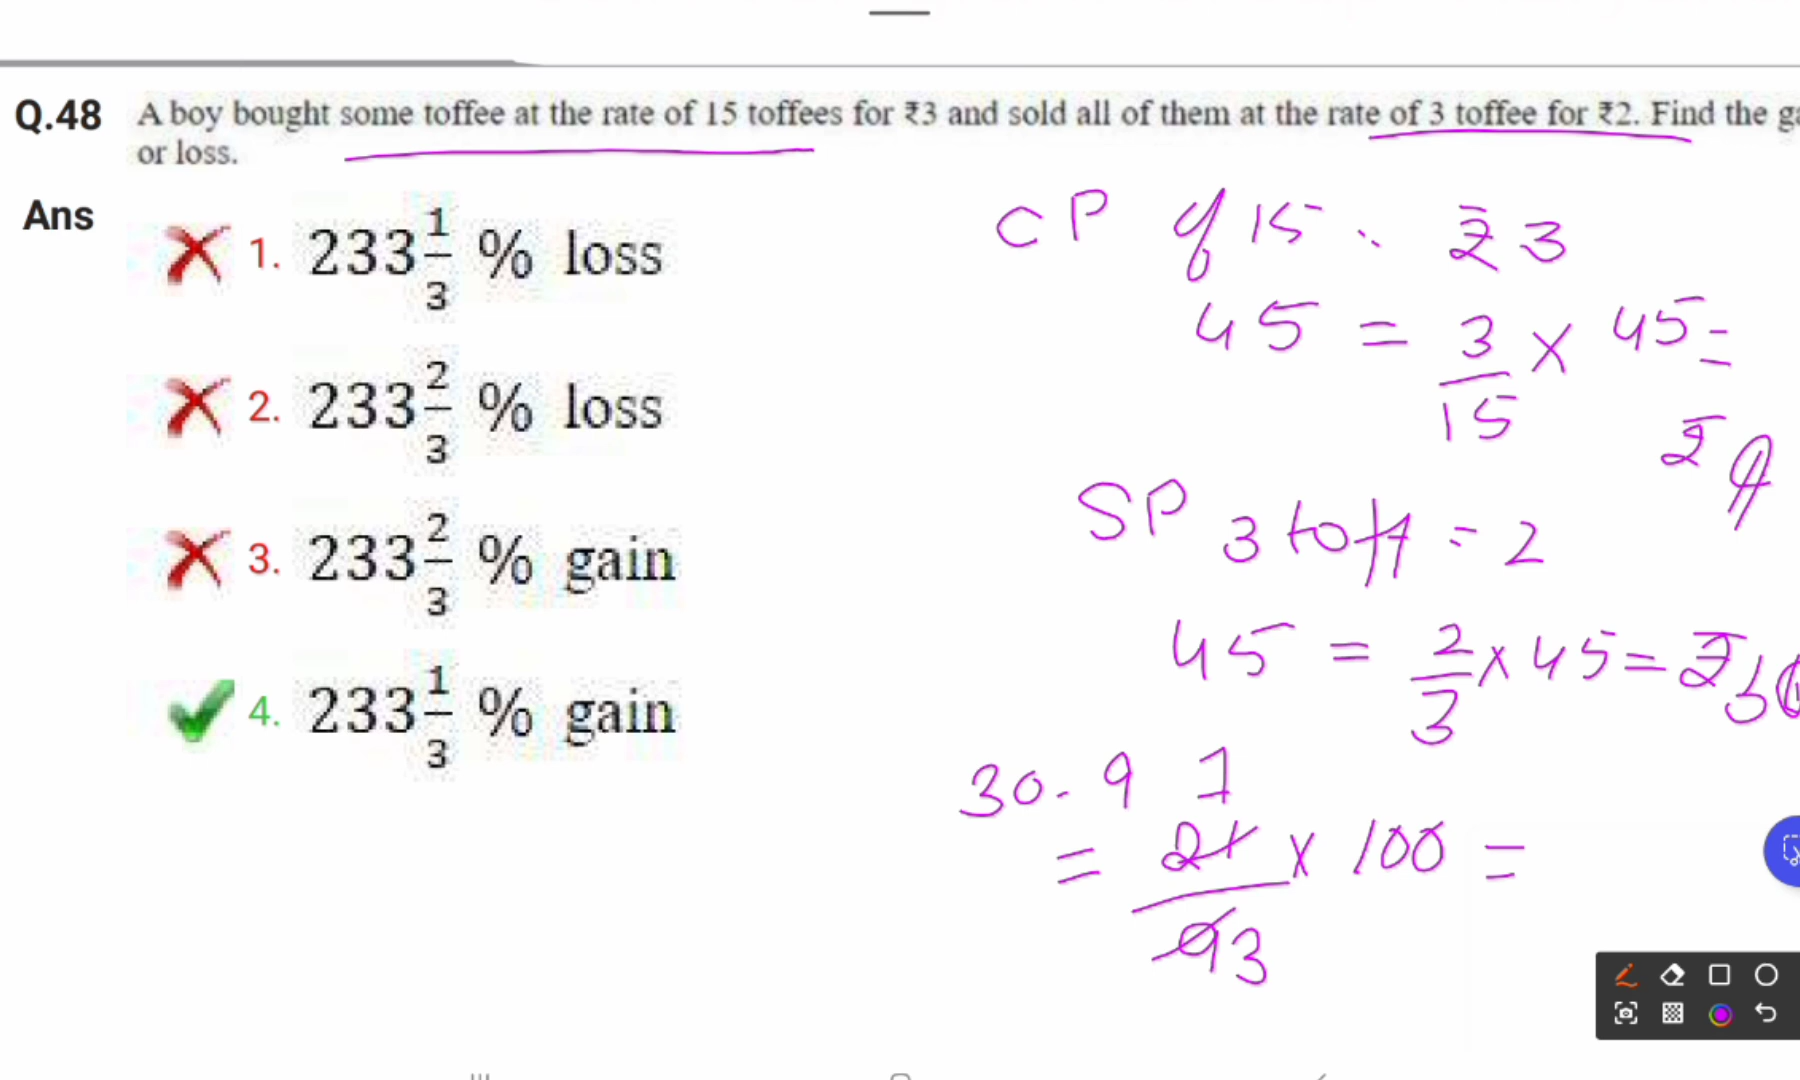 Q.48 A boy bought some toffee at the rate of 15 toffees for ₹3 and sold all of them at the rate of 3 toffee for ₹2. Find the
or loss.
Ans
1. 233 1/3 % loss
2. 233 2/3 % loss
3. 233 2/3 % gain
4. 233 1/3 % gain
CP of 15 . ₹3
45 = 3/15 × 45 =
₹9
SP 3 toff = 2
45 = 2/3 × 45 = ₹30
30 - 9 7
= 21/9 3 × 100 =